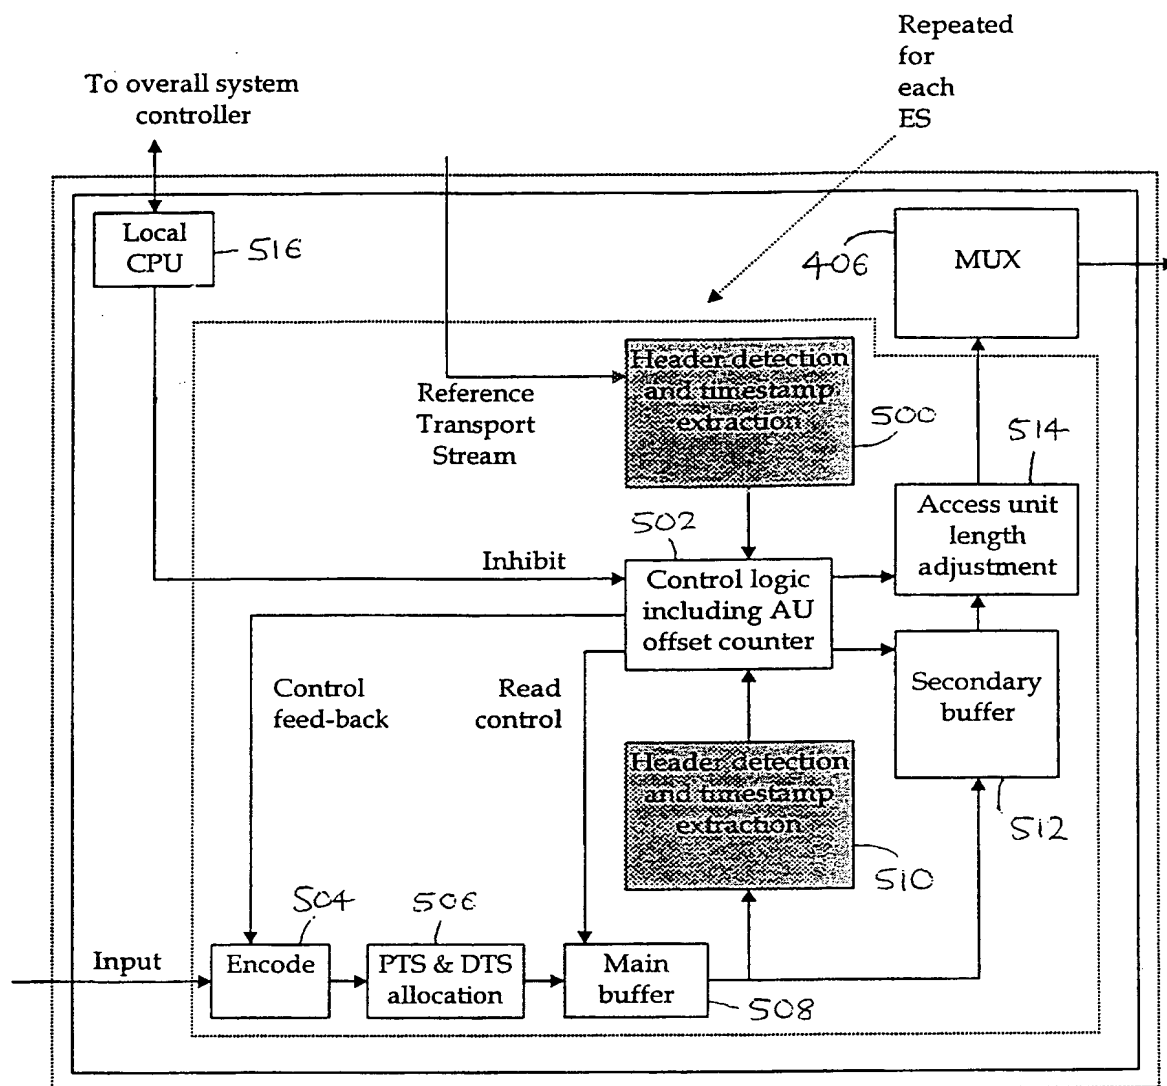 Repeated
for
each
ES
To overall system
controller
Local
CPU
516
406
MUX
Reference
Transport
Stream
Header detection
and timestamp
extraction
500
514
502
Access unit
length
adjustment
Inhibit
Control logic
including AU
offset counter
Control
feed-back
Read
control
Secondary
buffer
Header detection
and timestamp
extraction
512
510
504
506
Input
Encode
PTS & DTS
allocation
Main
buffer
508